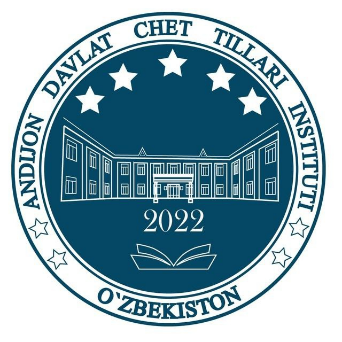 ANDIJON DAVLAT CHET TILLARI INSTITUTI
2022
O`ZBEKISTON